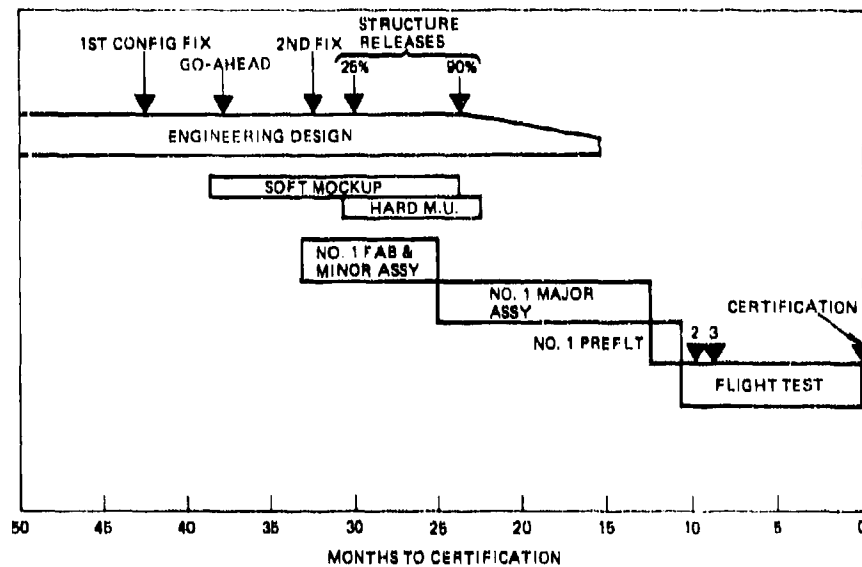 STRUCTURE
RELEASES
1ST CONFIG FIX
2ND FIX
GO-AHEAD
25%
90%
ENGINEERING DESIGN
SOFT MOCKUP
HARD M.U.
NO. 1 FAB &
MINOR ASSY
NO. 1 MAJOR
ASSY
CERTIFICATION
NO. 1 PREFLT
2 3
FLIGHT TEST
50 45 40 35 30 25 20 15 10 5 0
MONTHS TO CERTIFICATION